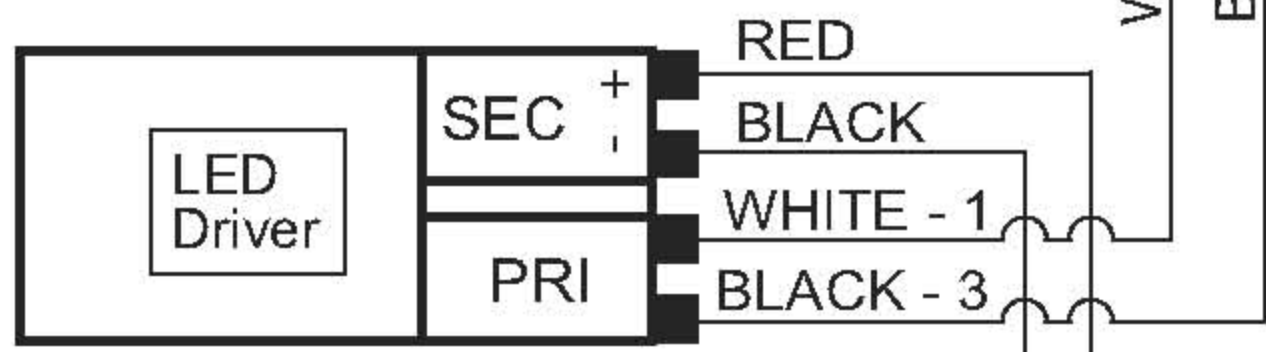 RED
SEC +
-
BLACK
LED
Driver
WHITE - 1
PRI
BLACK - 3